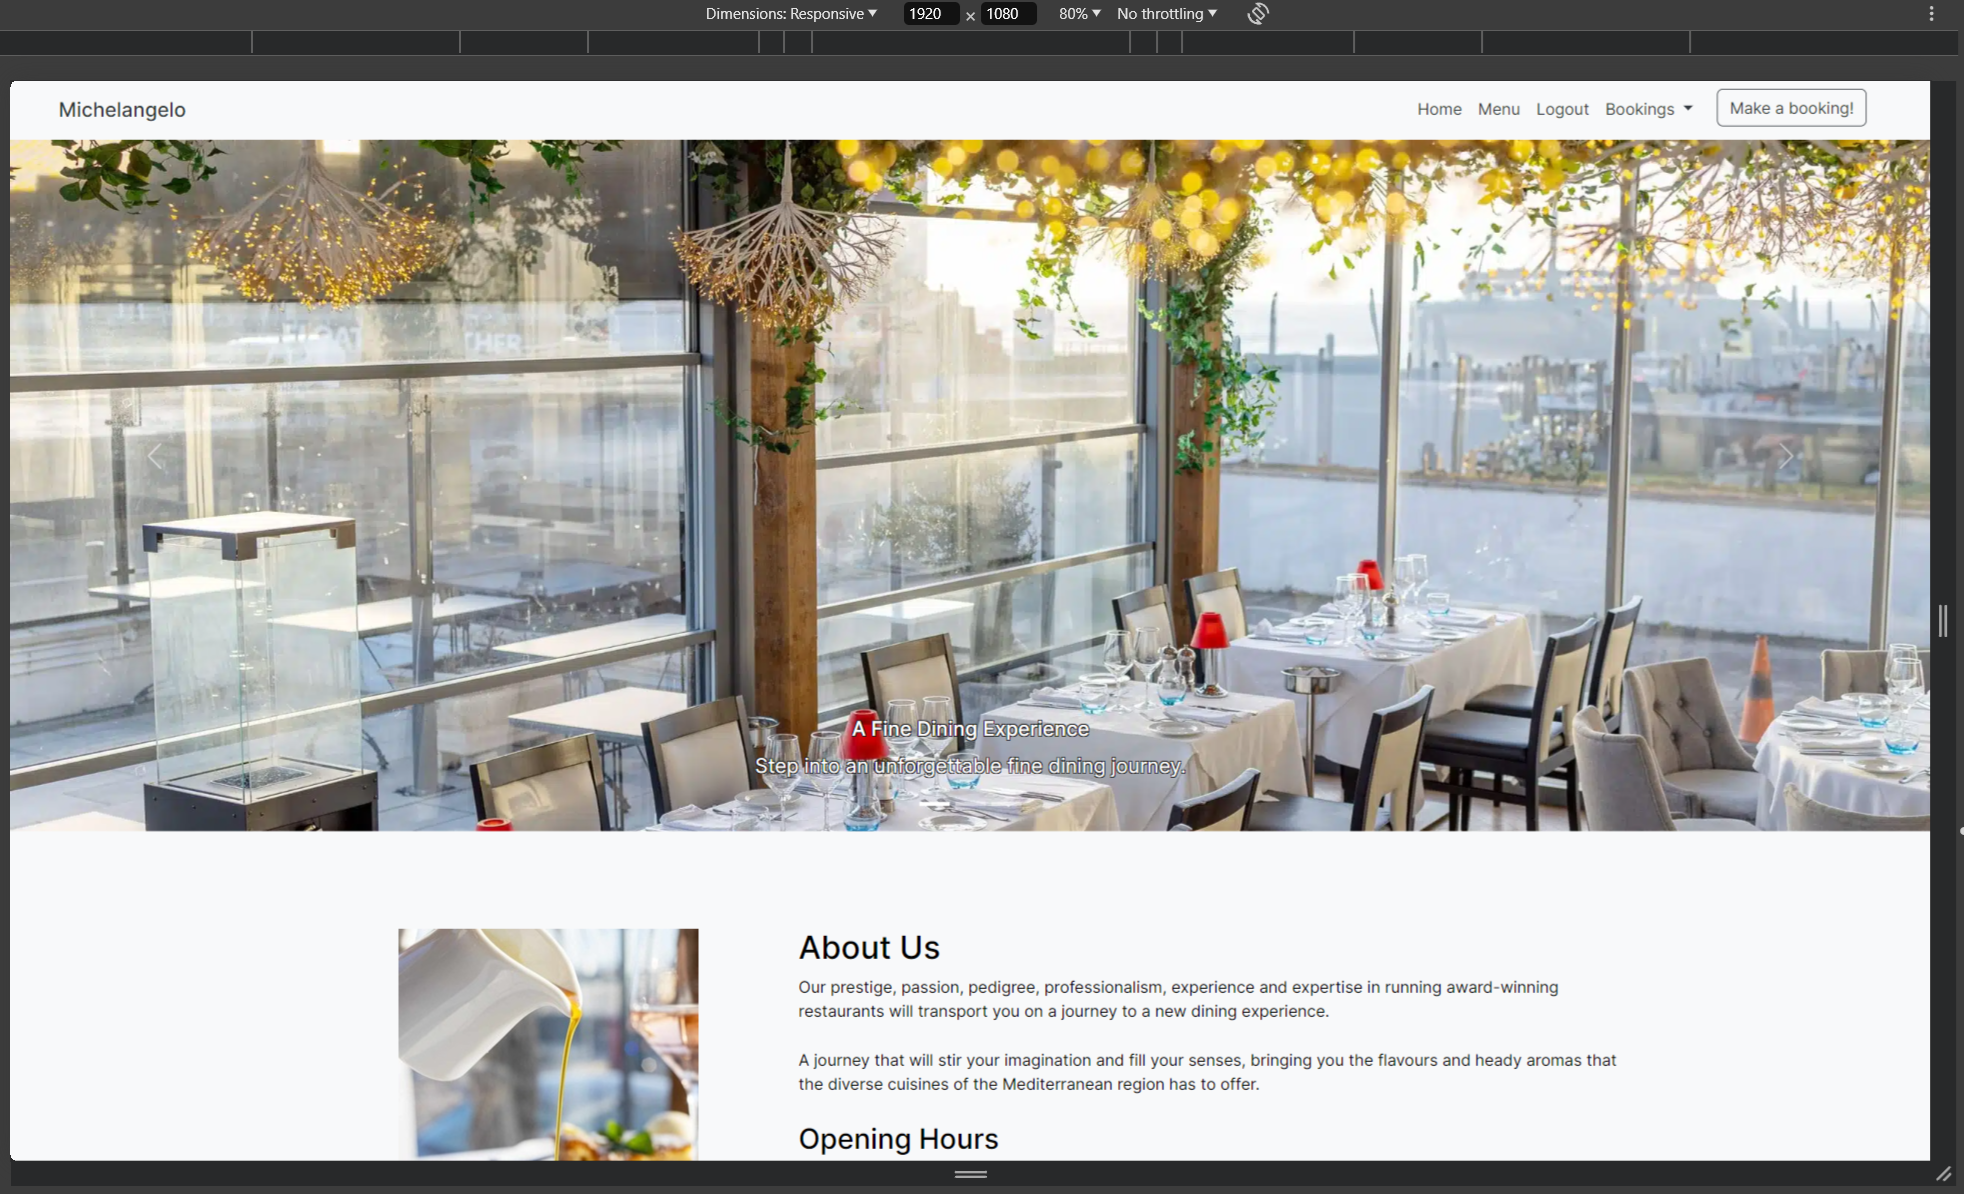 Dimensions: Responsive 1920 × 1080 80% No throttling
Michelangelo
Home Menu Logout Bookings Make a booking!
A Fine Dining Experience
Step into an unforgettable fine dining journey.
About Us
Our prestige, passion, pedigree, professionalism, experience and expertise in running award-winning
restaurants will transport you on a journey to a new dining experience.
A journey that will stir your imagination and fill your senses, bringing you the flavours and heady aromas that
the diverse cuisines of the Mediterranean region has to offer.
Opening Hours